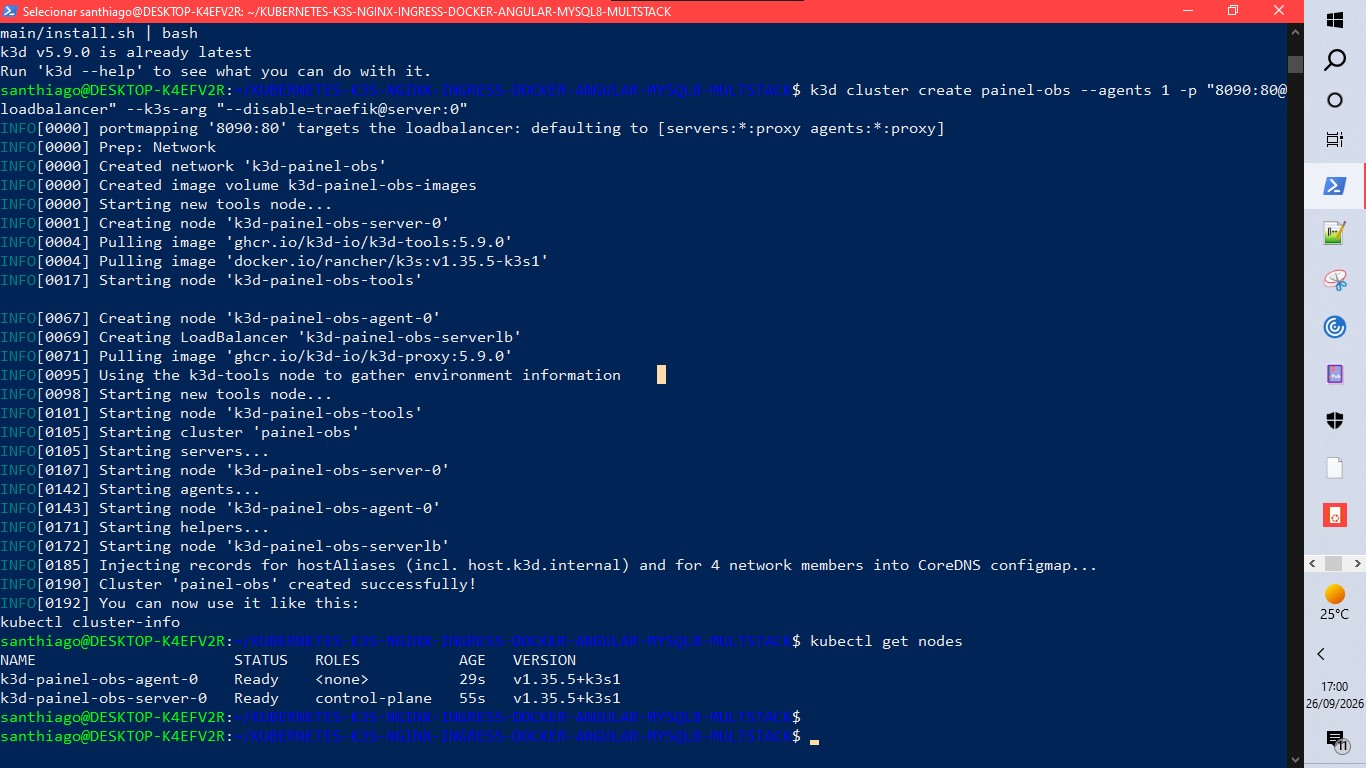 Selecionar santhiago@DESKTOP-K4EFV2R: ~/KUBERNETES-K3S-NGINX-INGRESS-DOCKER-ANGULAR-MYSQL8-MULTSTACK
main/install.sh | bash
k3d v5.9.0 is already latest
Run 'k3d --help' to see what you can do with it.
santhiago@DESKTOP-K4EFV2R:~/KUBERNETES-K3S-NGINX-INGRESS-DOCKER-ANGULAR-MYSQL8-MULTSTACK$ k3d cluster create painel-obs --agents 1 -p "8090:80@
loadbalancer" --k3s-arg "--disable=traefik@server:0"
INFO[0000] portmapping '8090:80' targets the loadbalancer: defaulting to [servers:*:proxy agents:*:proxy]
INFO[0000] Prep: Network
INFO[0000] Created network 'k3d-painel-obs'
INFO[0000] Created image volume k3d-painel-obs-images
INFO[0000] Starting new tools node...
INFO[0001] Creating node 'k3d-painel-obs-server-0'
INFO[0004] Pulling image 'ghcr.io/k3d-io/k3d-tools:5.9.0'
INFO[0004] Pulling image 'docker.io/rancher/k3s:v1.35.5-k3s1'
INFO[0017] Starting node 'k3d-painel-obs-tools'
INFO[0067] Creating node 'k3d-painel-obs-agent-0'
INFO[0069] Creating LoadBalancer 'k3d-painel-obs-serverlb'
INFO[0071] Pulling image 'ghcr.io/k3d-io/k3d-proxy:5.9.0'
INFO[0095] Using the k3d-tools node to gather environment information
INFO[0098] Starting new tools node...
INFO[0101] Starting node 'k3d-painel-obs-tools'
INFO[0105] Starting cluster 'painel-obs'
INFO[0105] Starting servers...
INFO[0107] Starting node 'k3d-painel-obs-server-0'
INFO[0142] Starting agents...
INFO[0143] Starting node 'k3d-painel-obs-agent-0'
INFO[0171] Starting helpers...
INFO[0172] Starting node 'k3d-painel-obs-serverlb'
INFO[0185] Injecting records for hostAliases (incl. host.k3d.internal) and for 4 network members into CoreDNS configmap...
INFO[0190] Cluster 'painel-obs' created successfully!
INFO[0192] You can now use it like this:
kubectl cluster-info
santhiago@DESKTOP-K4EFV2R:~/KUBERNETES-K3S-NGINX-INGRESS-DOCKER-ANGULAR-MYSQL8-MULTSTACK$ kubectl get nodes
NAME STATUS ROLES AGE VERSION
k3d-painel-obs-agent-0 Ready <none> 29s v1.35.5+k3s1
k3d-painel-obs-server-0 Ready control-plane 55s v1.35.5+k3s1
santhiago@DESKTOP-K4EFV2R:~/KUBERNETES-K3S-NGINX-INGRESS-DOCKER-ANGULAR-MYSQL8-MULTSTACK$
santhiago@DESKTOP-K4EFV2R:~/KUBERNETES-K3S-NGINX-INGRESS-DOCKER-ANGULAR-MYSQL8-MULTSTACK$
25°C
17:00
26/09/2026
11